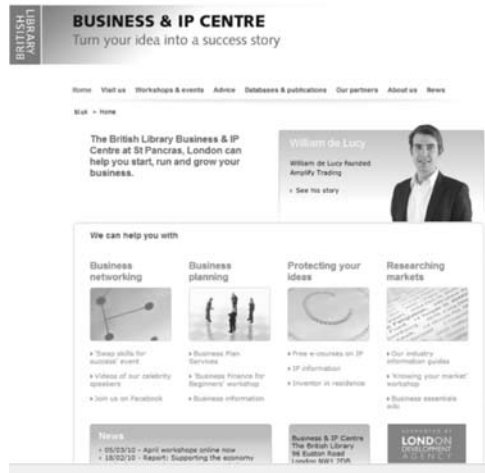 BRITISH
LIBRARY
BUSINESS & IP CENTRE
Turn your idea into a success story
Home Visit us Workshops & events Advice Databases & publications Our partners About us News
bl.uk > Home
The British Library Business & IP
Centre at St Pancras, London can
help you start, run and grow your
business.
William de Lucy
William de Lucy founded
Amplify Trading
› See his story
We can help you with
Business
networking
› 'Swap skills for
success' event
› Videos of our celebrity
speakers
› Join us on Facebook
Business
planning
› Business Plan
Services
› 'Business Finance for
Beginners' workshop
› Business information
Protecting your
ideas
› Free e-courses on IP
› IP information
› Inventor in residence
Researching
markets
› Our industry
information guides
› 'Knowing your market'
workshop
› Business essentials
News
› 05/03/10 - April workshops online now
› 18/02/10 - Report: Supporting the economy
Business & IP Centre
The British Library
96 Euston Road
London NW1 2DB
SUPPORTED BY
LONDON
DEVELOPMENT
AGENCY